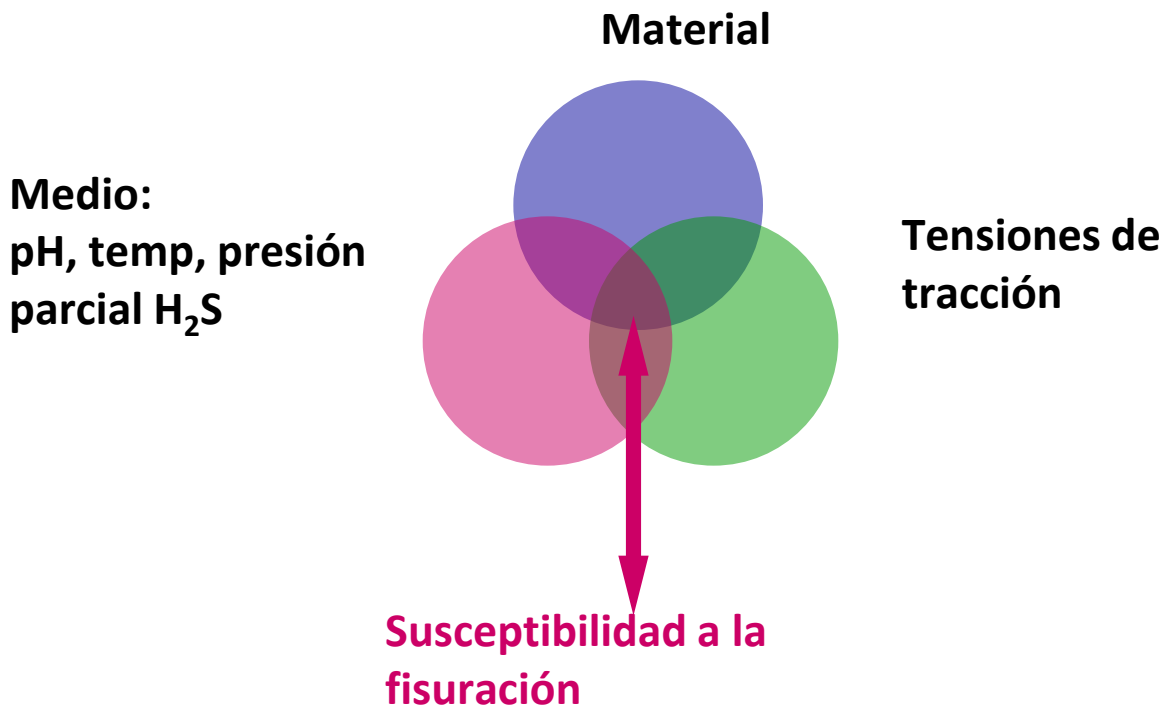 Material
Medio:
pH, temp, presión
parcial H₂S
Tensiones de
tracción
Susceptibilidad a la
fisuración